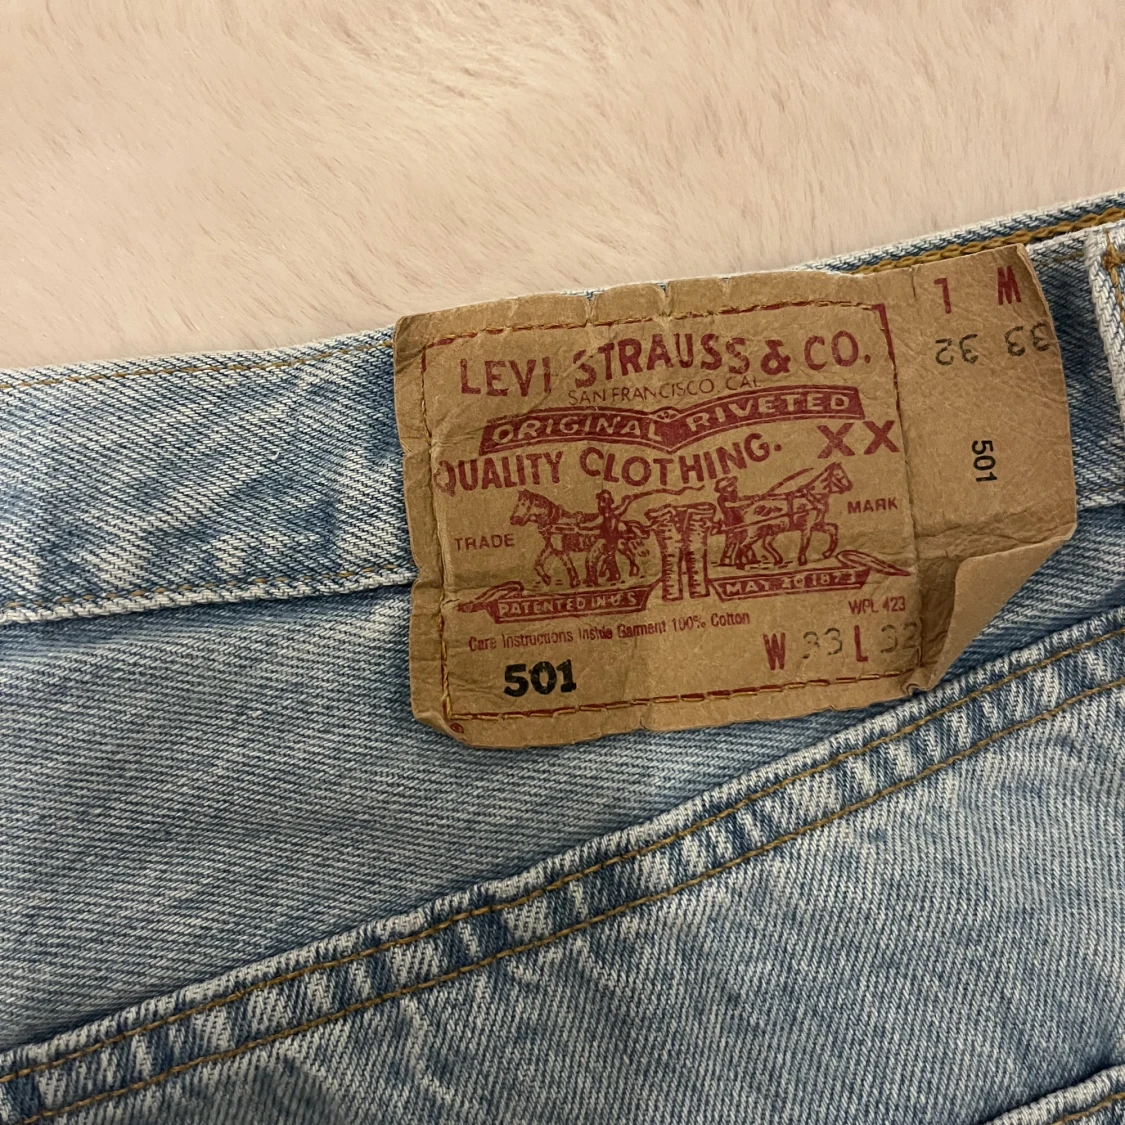 LEVI STRAUSS & CO.
SAN FRANCISCO, CAL
ORIGINAL RIVETED
QUALITY CLOTHING. XX
TRADE MARK
PATENTED IN U.S MAY 20 1873
Care Instructions Inside Garment 100% Cotton WPL 423
501 W 33 L 32
W L
33 32
501